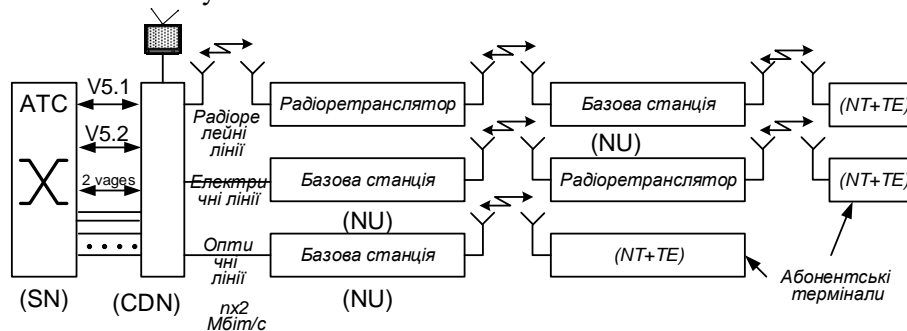 у
АТС
V5.1
V5.2
2 vages
(SN)
(CDN)
Радіоре
лейні
лінії
Електри
чні лінії
Опти
чні
лінії
nx2
Мбіт/с
Радіоретранслятор
Базова станція
(NU)
(NT+TE)
Базова станція
(NU)
Радіоретранслятор
(NT+TE)
Базова станція
(NU)
(NT+TE)
Абонентські
термінали